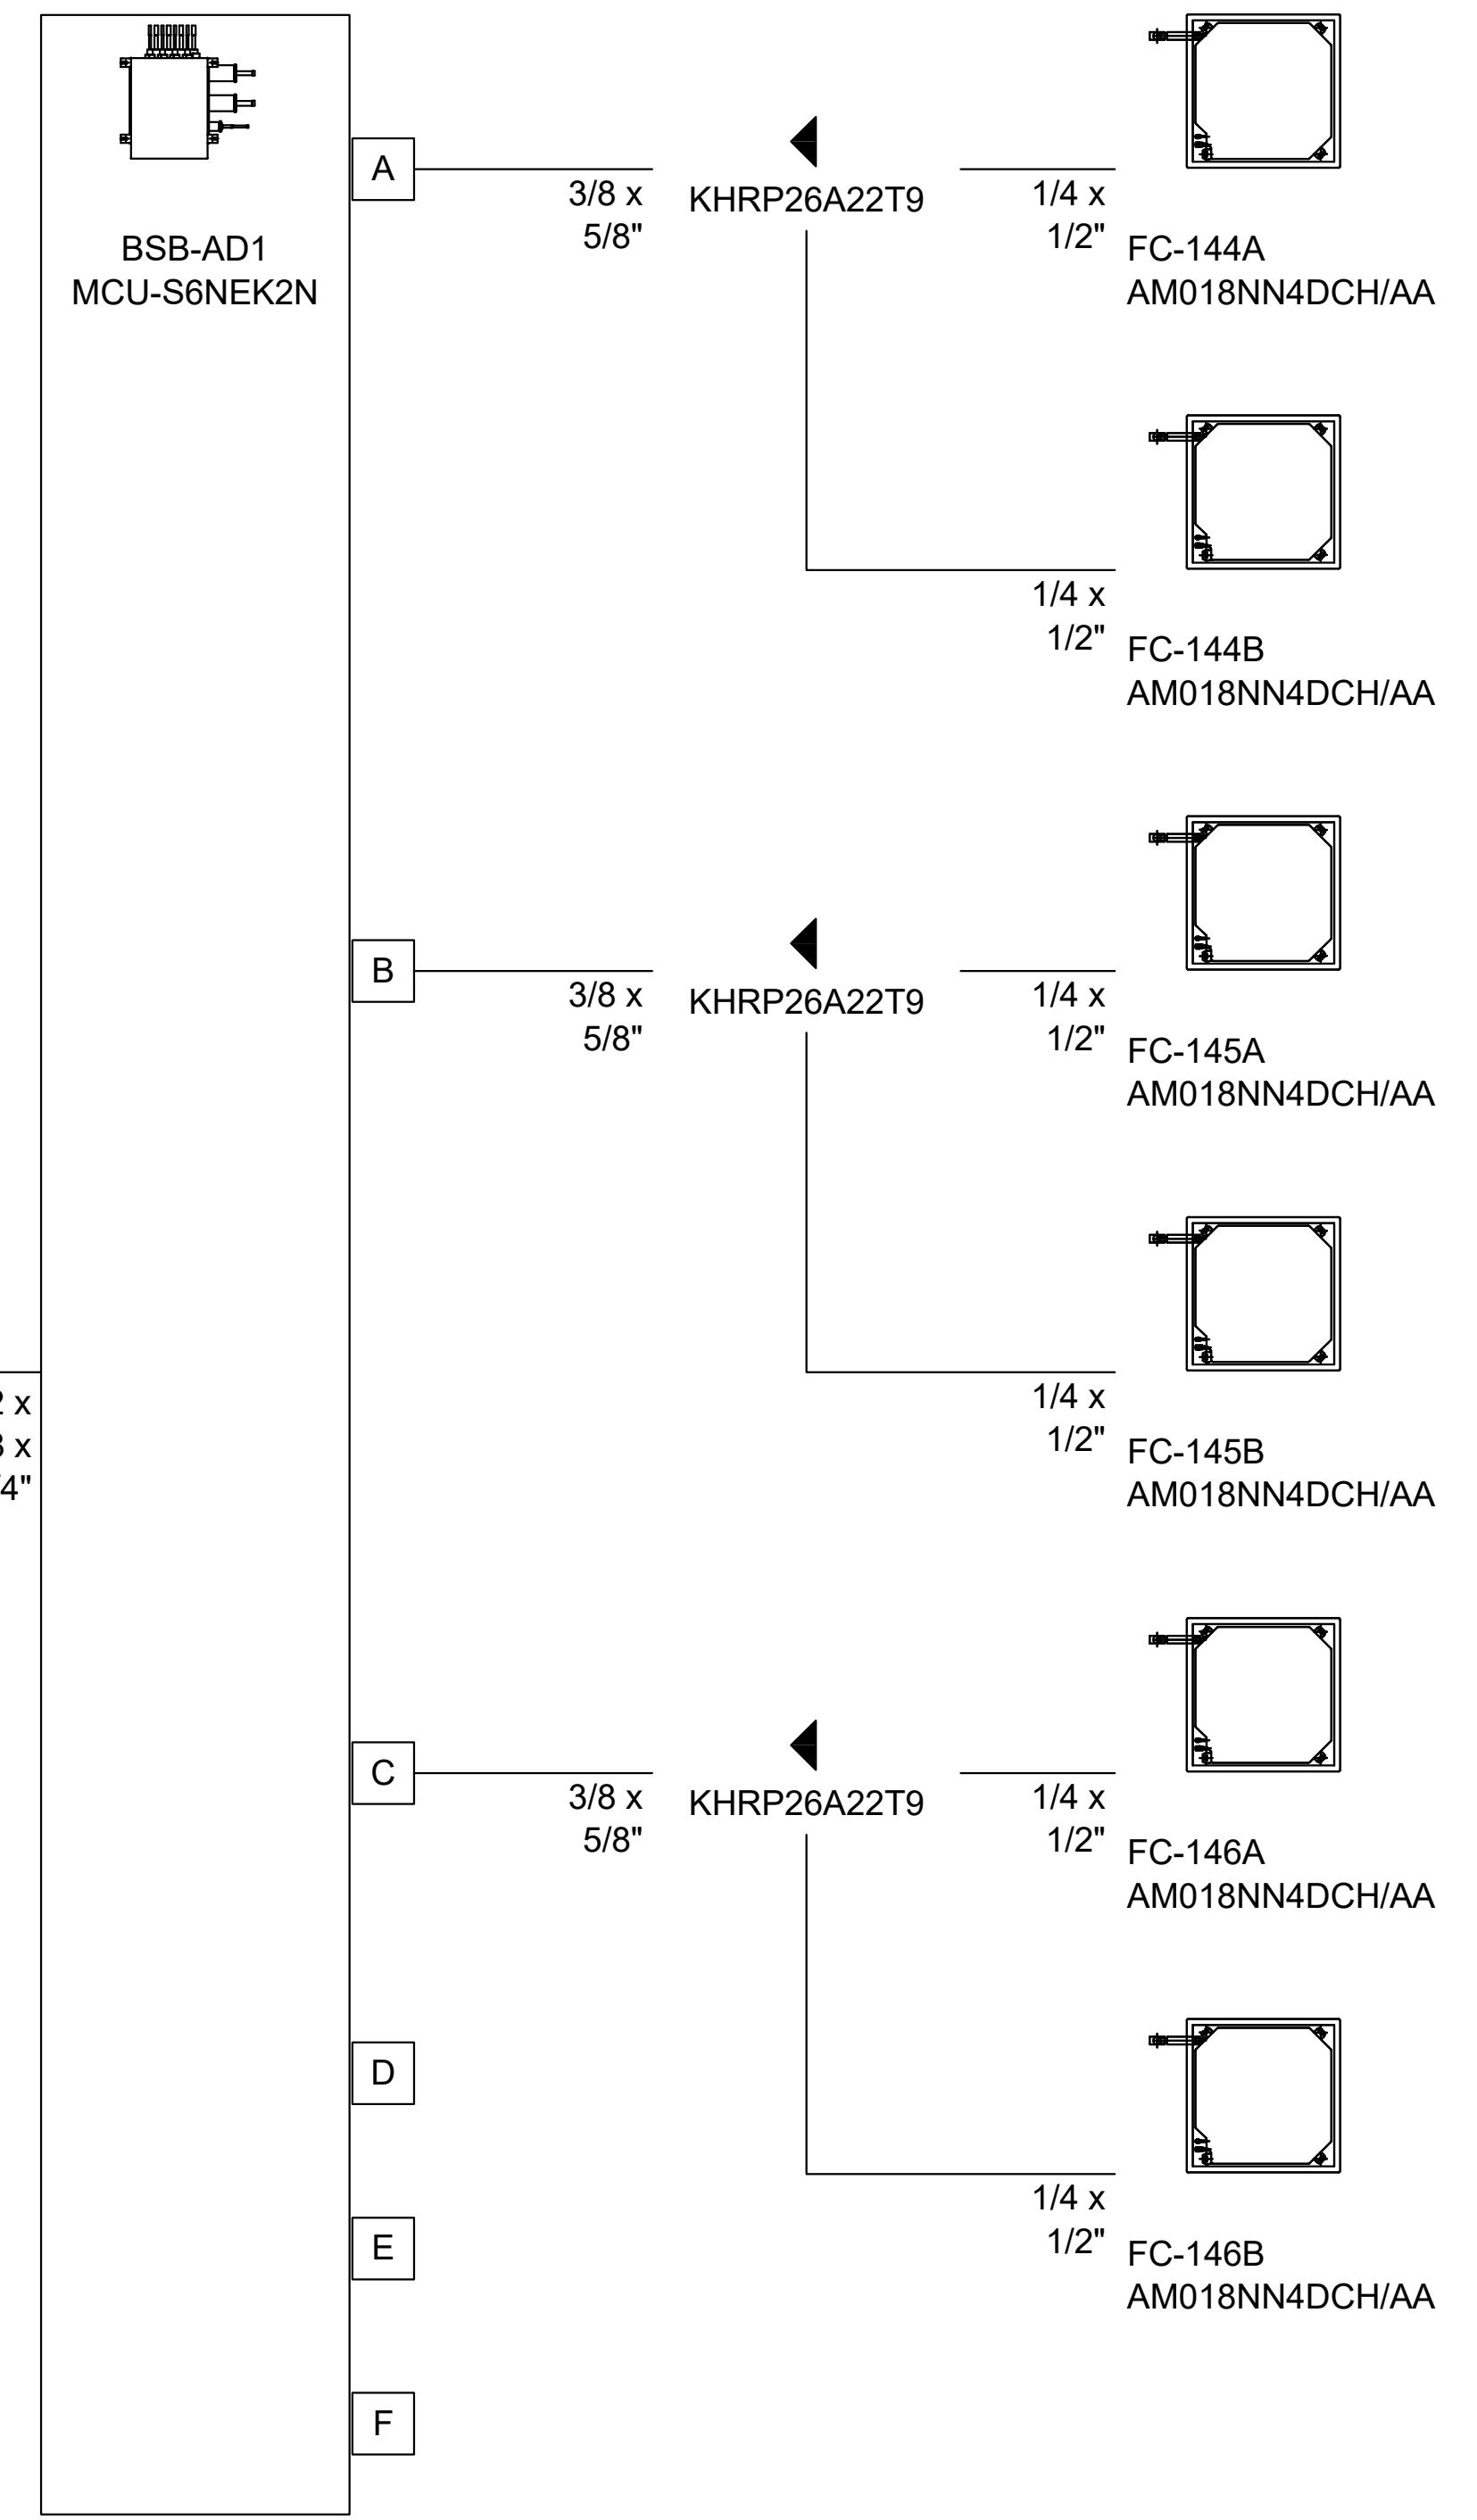 BSB-AD1
MCU-S6NEK2N
A
3/8 x
5/8"
KHRP26A22T9
1/4 x
1/2"
FC-144A
AM018NN4DCH/AA
1/4 x
1/2"
FC-144B
AM018NN4DCH/AA
B
3/8 x
5/8"
KHRP26A22T9
1/4 x
1/2"
FC-145A
AM018NN4DCH/AA
x
x
4"
1/4 x
1/2"
FC-145B
AM018NN4DCH/AA
C
3/8 x
5/8"
KHRP26A22T9
1/4 x
1/2"
FC-146A
AM018NN4DCH/AA
D
1/4 x
1/2"
FC-146B
AM018NN4DCH/AA
E
F